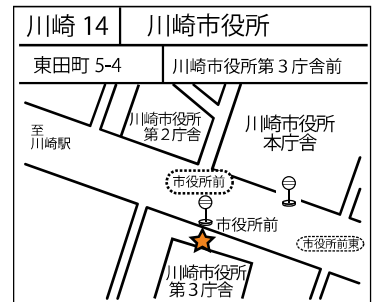 川崎 14
川崎市役所
東田町 5-4
川崎市役所第３庁舎前
至
川崎駅
川崎市役所
第２庁舎
川崎市役所
本庁舎
市役所前
市役所前
市役所前東
川崎市役所
第３庁舎